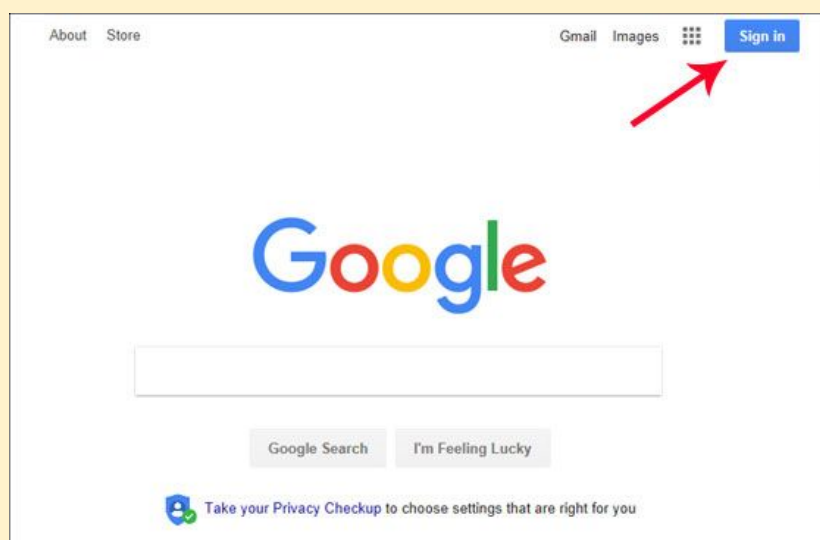 About Store Gmail Images Sign in
Google
Google Search I'm Feeling Lucky
Take your Privacy Checkup to choose settings that are right for you